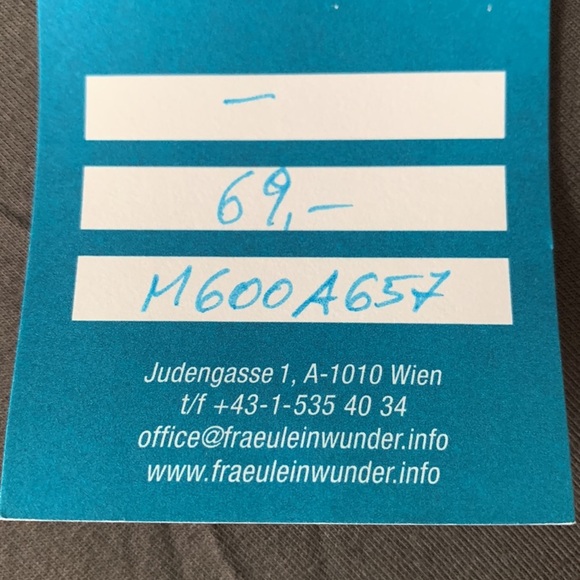 –
69,–
M600A657
Judengasse 1, A-1010 Wien
t/f +43-1-535 40 34
office@fraeuleinwunder.info
www.fraeuleinwunder.info